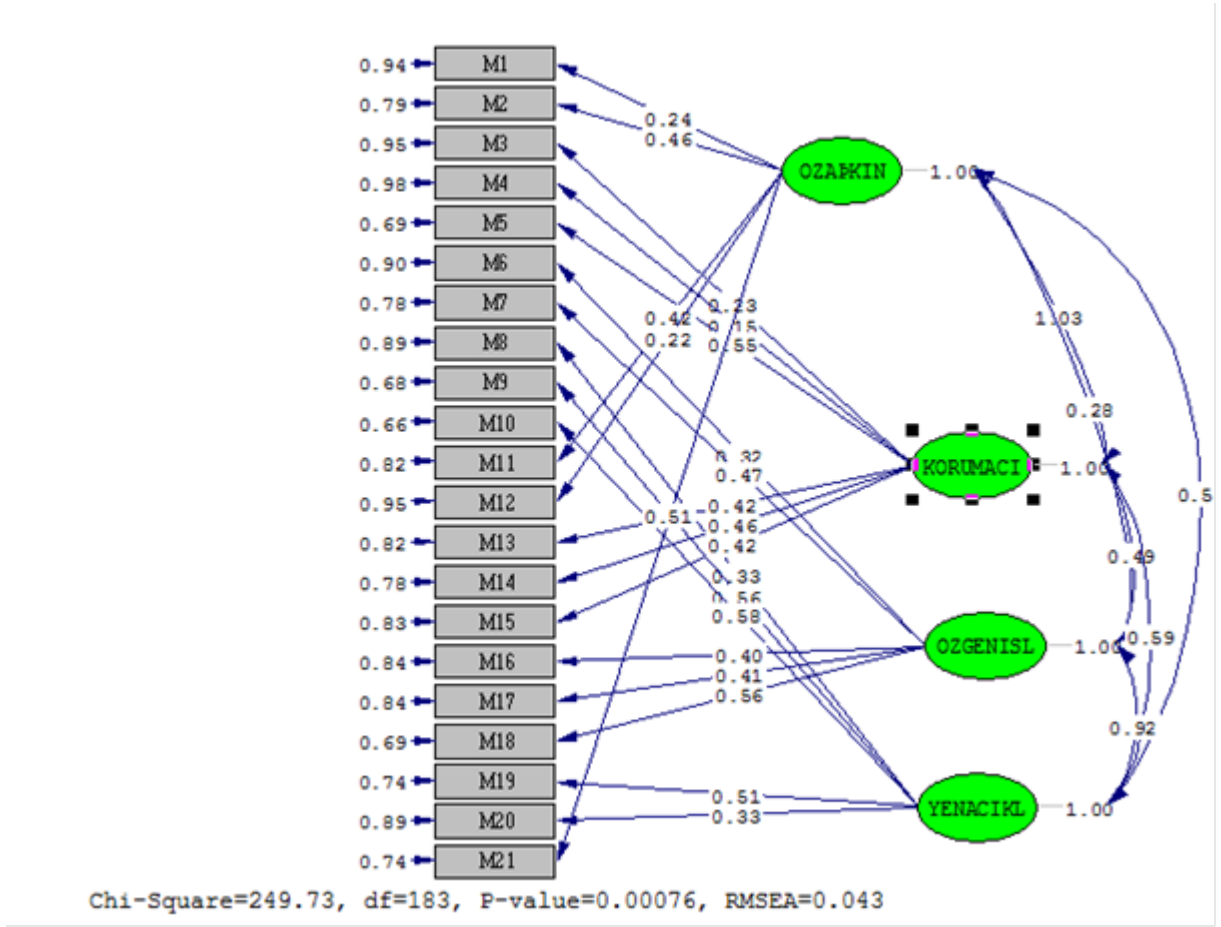 0.94 M1
0.79 M2
0.95 M3
0.98 M4
0.69 M5
0.90 M6
0.78 M7
0.89 M8
0.68 M9
0.66 M10
0.82 M11
0.95 M12
0.82 M13
0.78 M14
0.83 M15
0.84 M16
0.84 M17
0.69 M18
0.74 M19
0.89 M20
0.74 M21
0.24
0.46
0.42
0.22
0.51
0.23
0.15
0.55
0.32
0.47
0.42
0.46
0.42
0.33
0.56
0.58
0.40
0.41
0.56
0.51
0.33
OZAÞKIN 1.00
KORUMACI 1.00
OZGENISL 1.00
YENACIKL 1.00
1.03
0.28
0.5
0.49
0.59
0.92
Chi-Square=249.73, df=183, P-value=0.00076, RMSEA=0.043